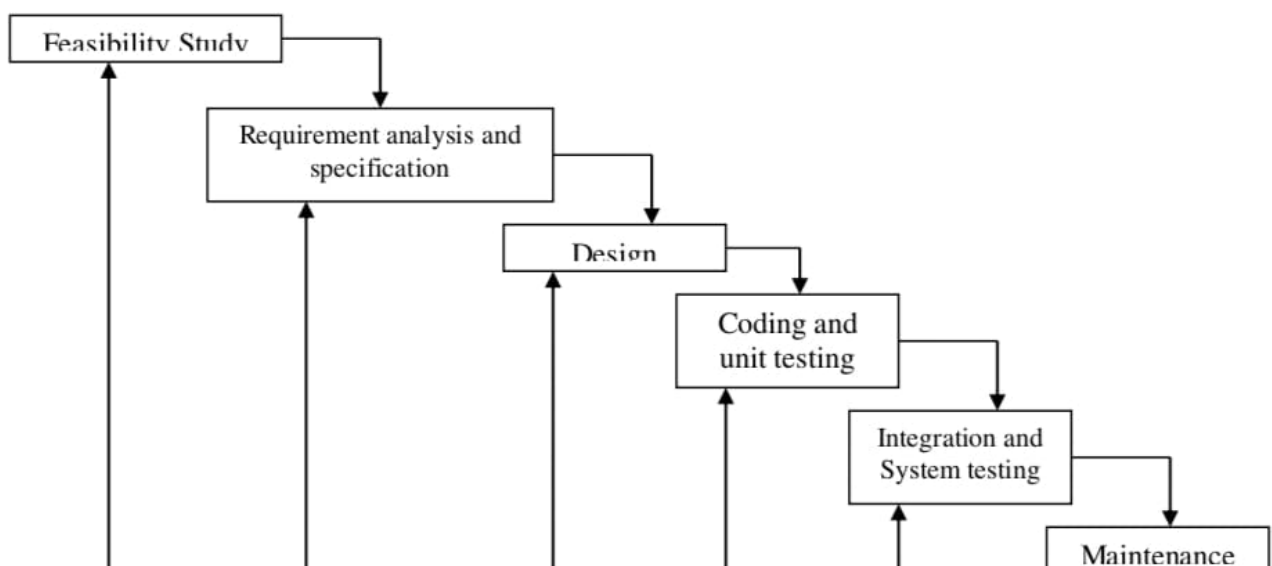 Feasibility Study
Requirement analysis and
specification
Design
Coding and
unit testing
Integration and
System testing
Maintenance